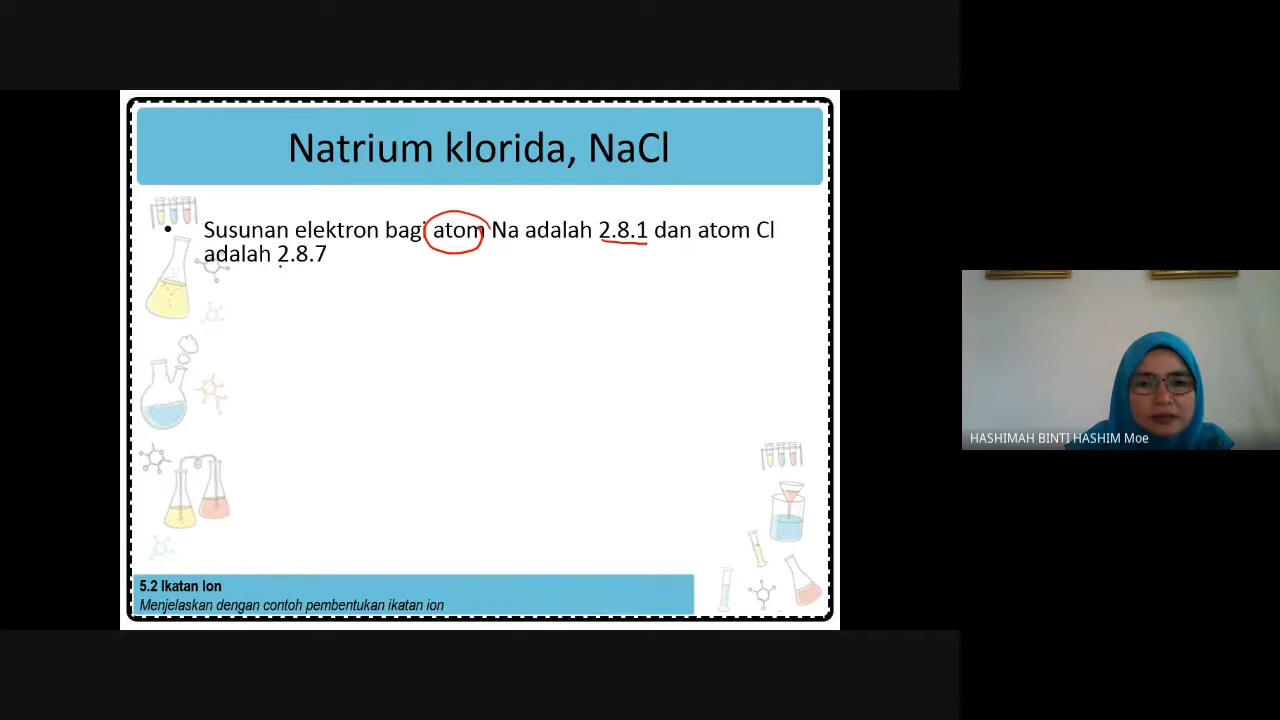 Natrium klorida, NaCl
• Susunan elektron bagi atom Na adalah 2.8.1 dan atom Cl
adalah 2.8.7
5.2 Ikatan Ion
Menjelaskan dengan contoh pembentukan ikatan ion
HASHIMAH BINTI HASHIM Moe